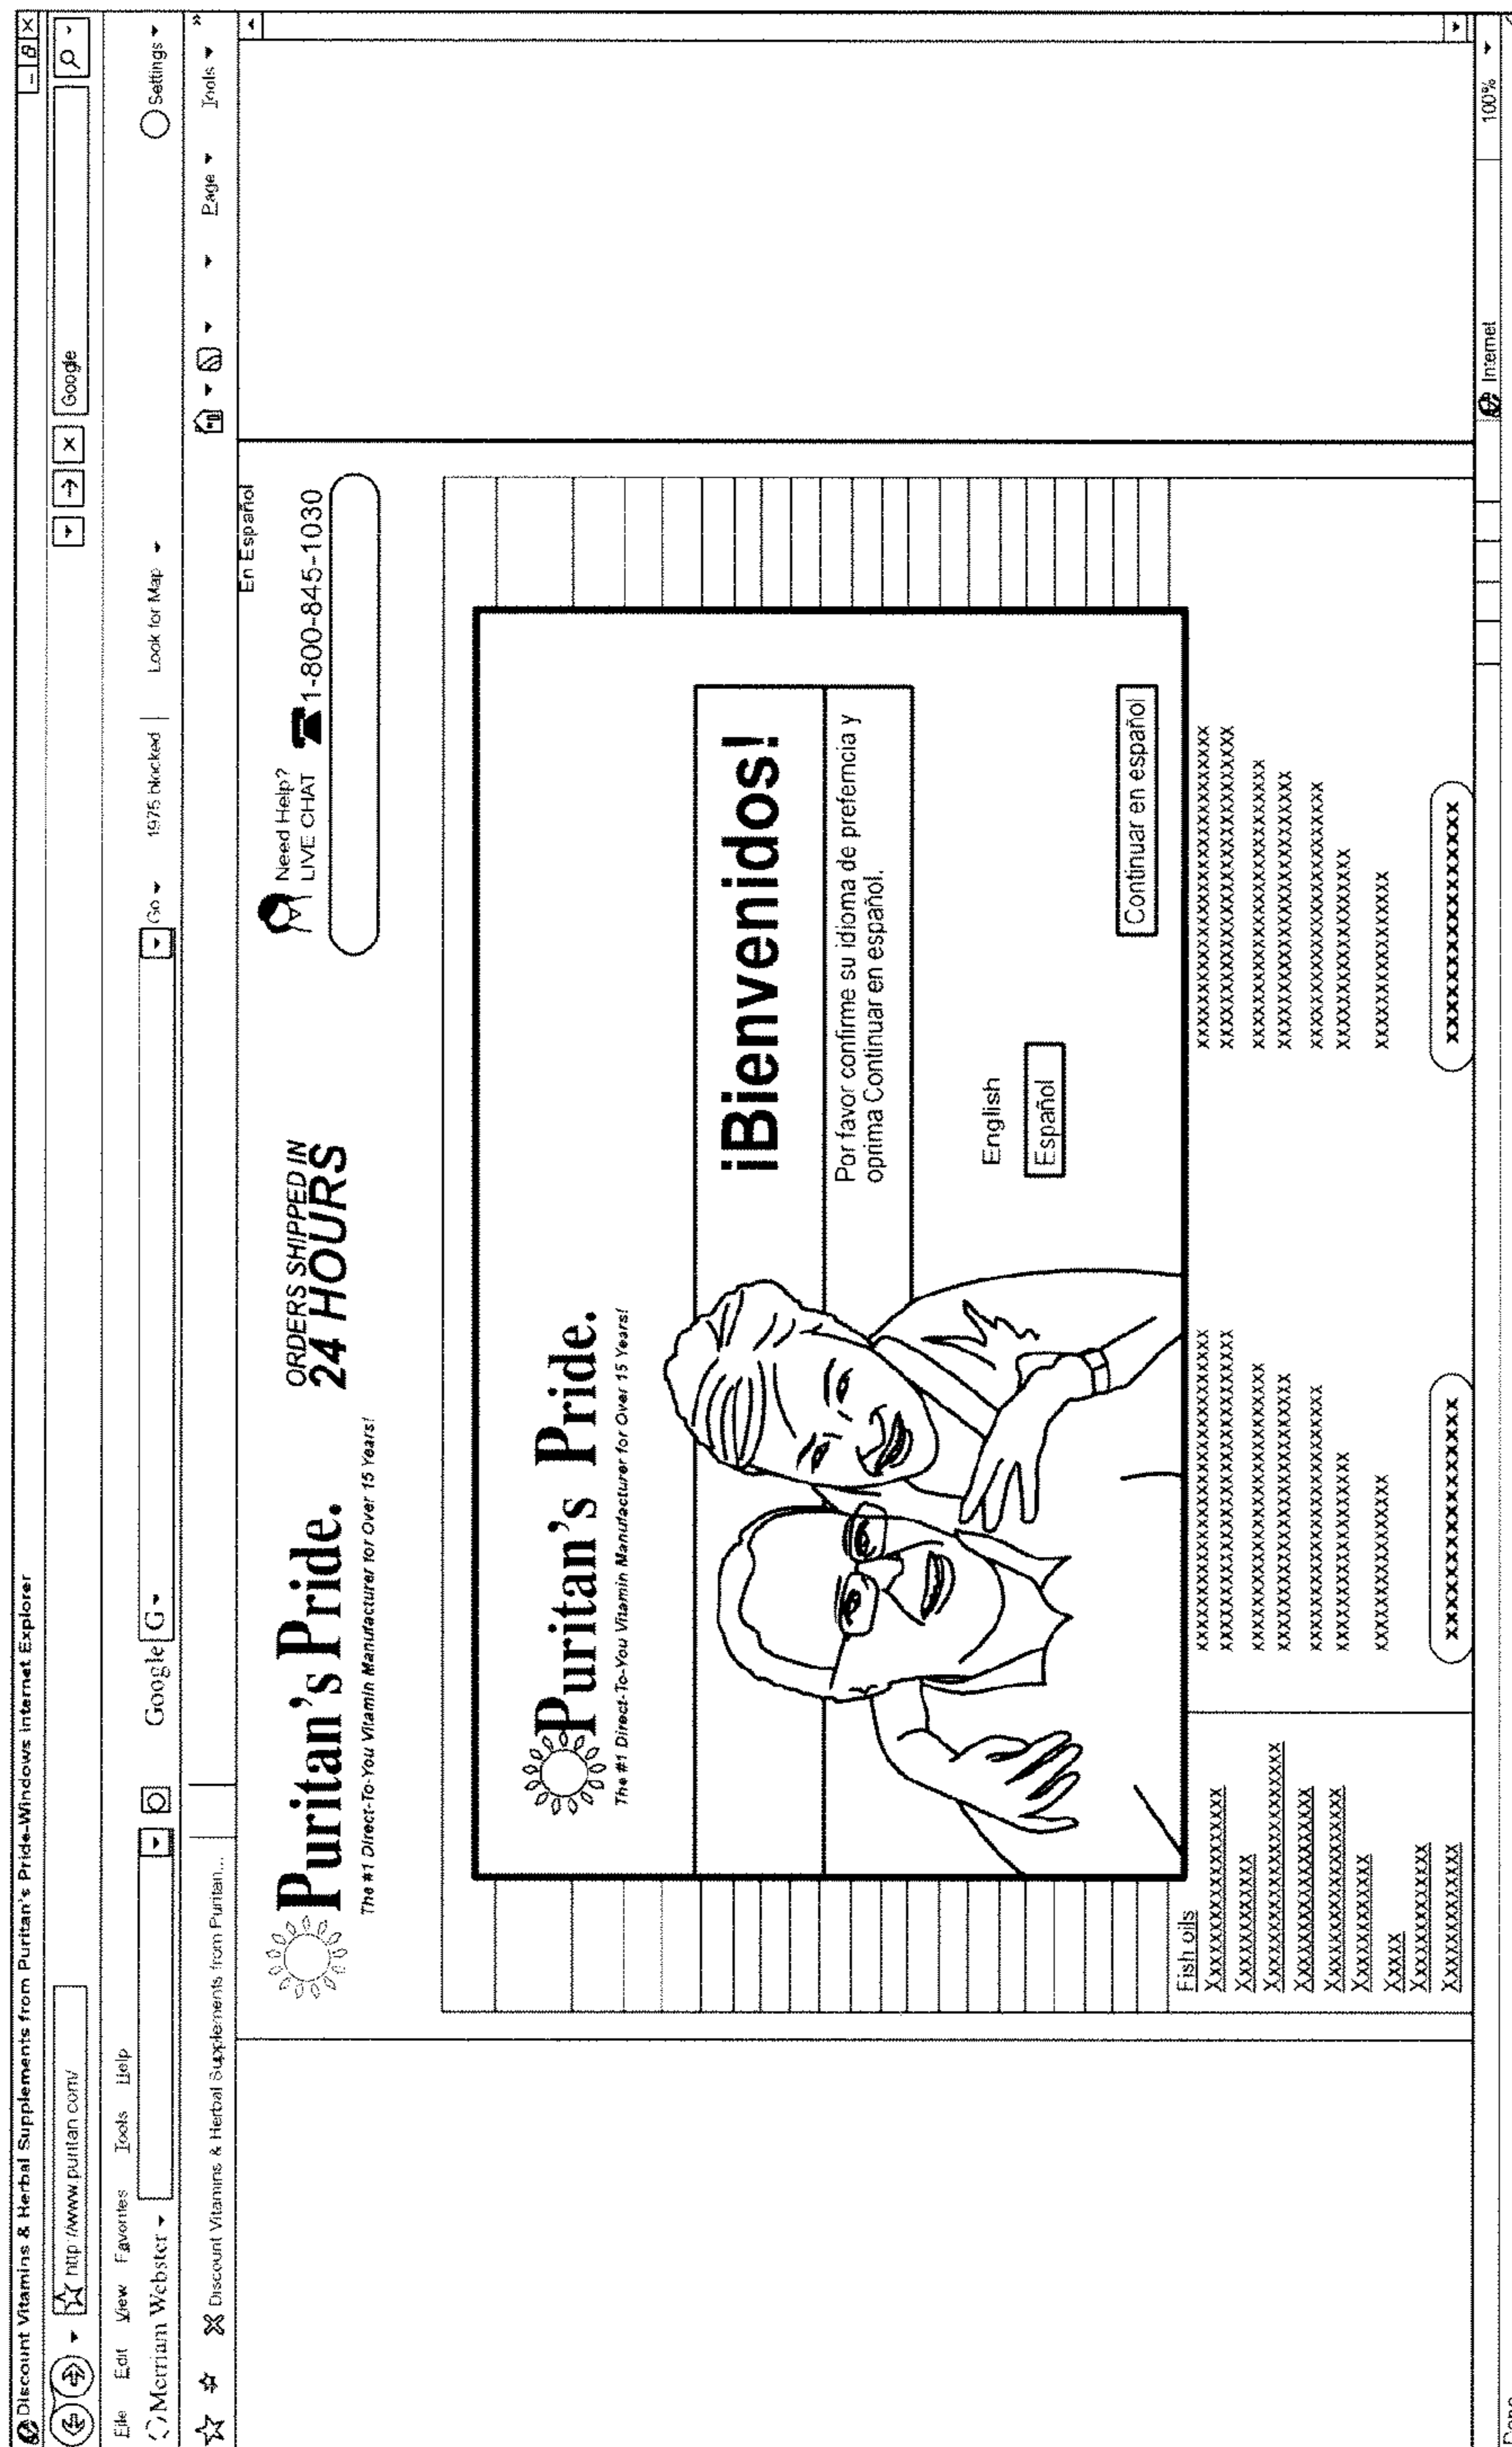 Discount Vitamins & Herbal Supplements from Puritan's Pride-Windows internet Explorer
http://www.puritan.com/
Google
File Edit View Favorites Tools Help
Merriam Webster
Google G
Go
1975 blocked
Look for Map
Settings
Discount Vitamins & Herbal Supplements from Puritan...
Page Tools
En Español
Puritan's Pride.
The #1 Direct-To-You Vitamin Manufacturer for Over 15 Years!
ORDERS SHIPPED IN
24 HOURS
Need Help?
LIVE CHAT
1-800-845-1030
Puritan's Pride.
The #1 Direct-To-You Vitamin Manufacturer for Over 15 Years!
¡Bienvenidos!
Por favor confirme su idioma de prefemcia y
oprima Continuar en español.
English
Español
Continuar en español
Fish oils
Done
Internet
100%